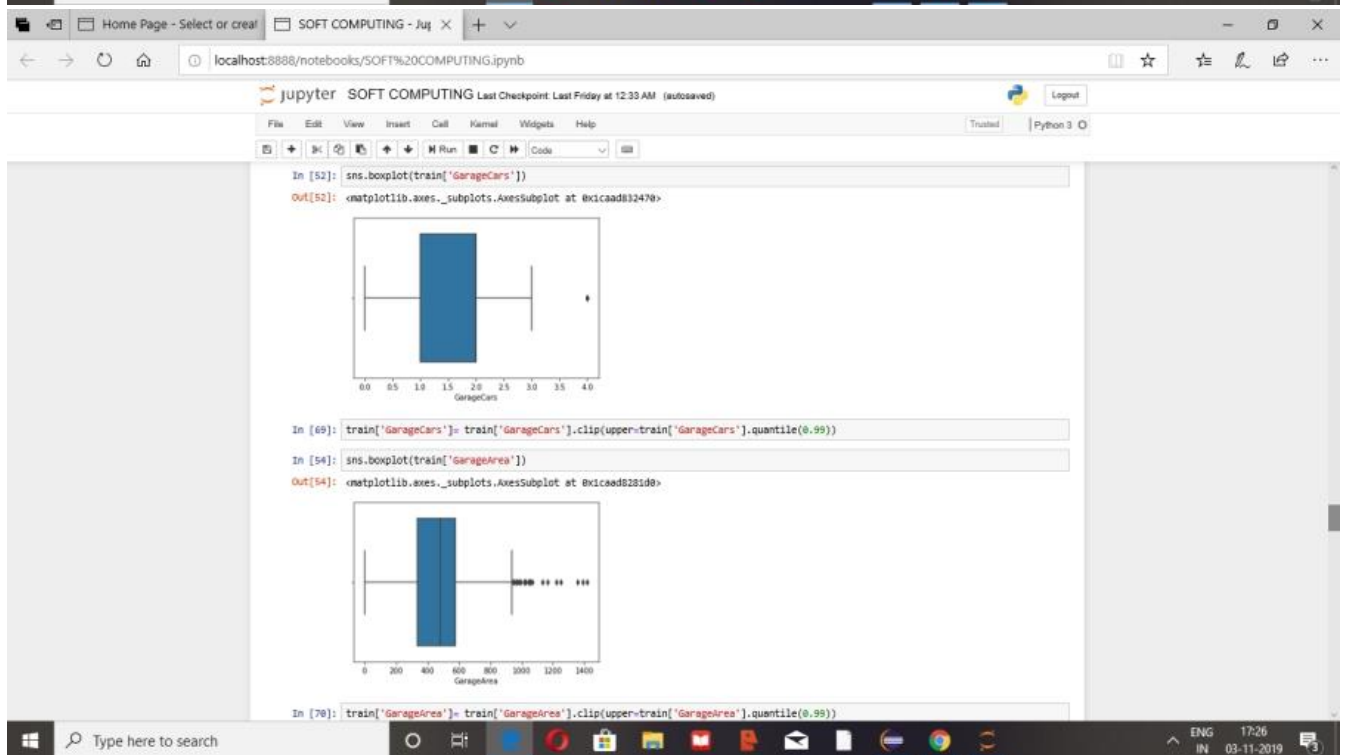 Home Page - Select or creat
SOFT COMPUTING - Jup
localhost:8888/notebooks/SOFT%20COMPUTING.ipynb
jupyter SOFT COMPUTING Last Checkpoint: Last Friday at 12:33 AM (autosaved)
Logout
File Edit View Insert Cell Kernel Widgets Help
Trusted
Python 3 O
Run
Code
In [52]: sns.boxplot(train['GarageCars'])
Out[52]: <matplotlib.axes._subplots.AxesSubplot at 0x1caad832470>
0.0 0.5 1.0 1.5 2.0 2.5 3.0 3.5 4.0
GarageCars
In [69]: train['GarageCars']= train['GarageCars'].clip(upper=train['GarageCars'].quantile(0.99))
In [54]: sns.boxplot(train['GarageArea'])
Out[54]: <matplotlib.axes._subplots.AxesSubplot at 0x1caad8281d0>
0 200 400 600 800 1000 1200 1400
GarageArea
In [70]: train['GarageArea']= train['GarageArea'].clip(upper=train['GarageArea'].quantile(0.99))
Type here to search
ENG 17:26
IN 03-11-2019